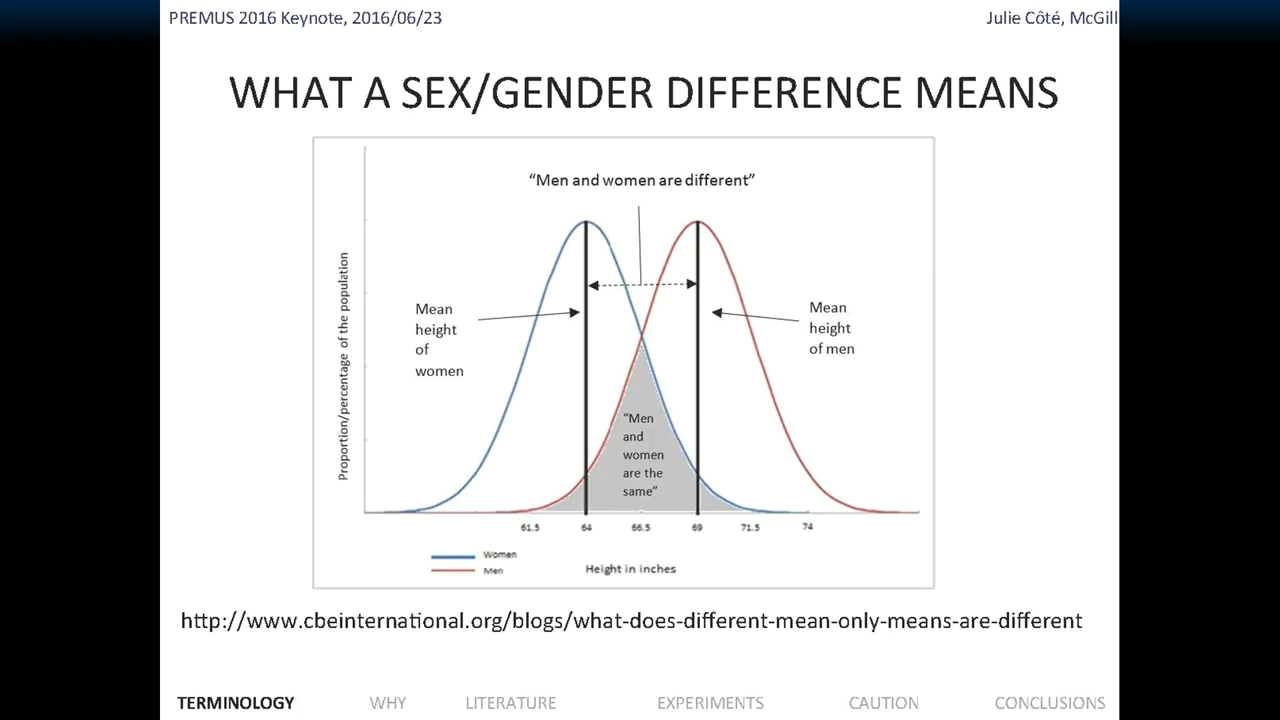 PREMUS 2016 Keynote, 2016/06/23
Julie Côté, McGill
WHAT A SEX/GENDER DIFFERENCE MEANS
“Men and women are different”
Proportion/percentage of the population
Mean
height
of
women
Mean
height
of men
“Men
and
women
are the
same”
61.5 64 66.5 69 71.5 74
Women
Men
Height in inches
http://www.cbeinternational.org/blogs/what-does-different-mean-only-means-are-different
TERMINOLOGY WHY LITERATURE EXPERIMENTS CAUTION CONCLUSIONS